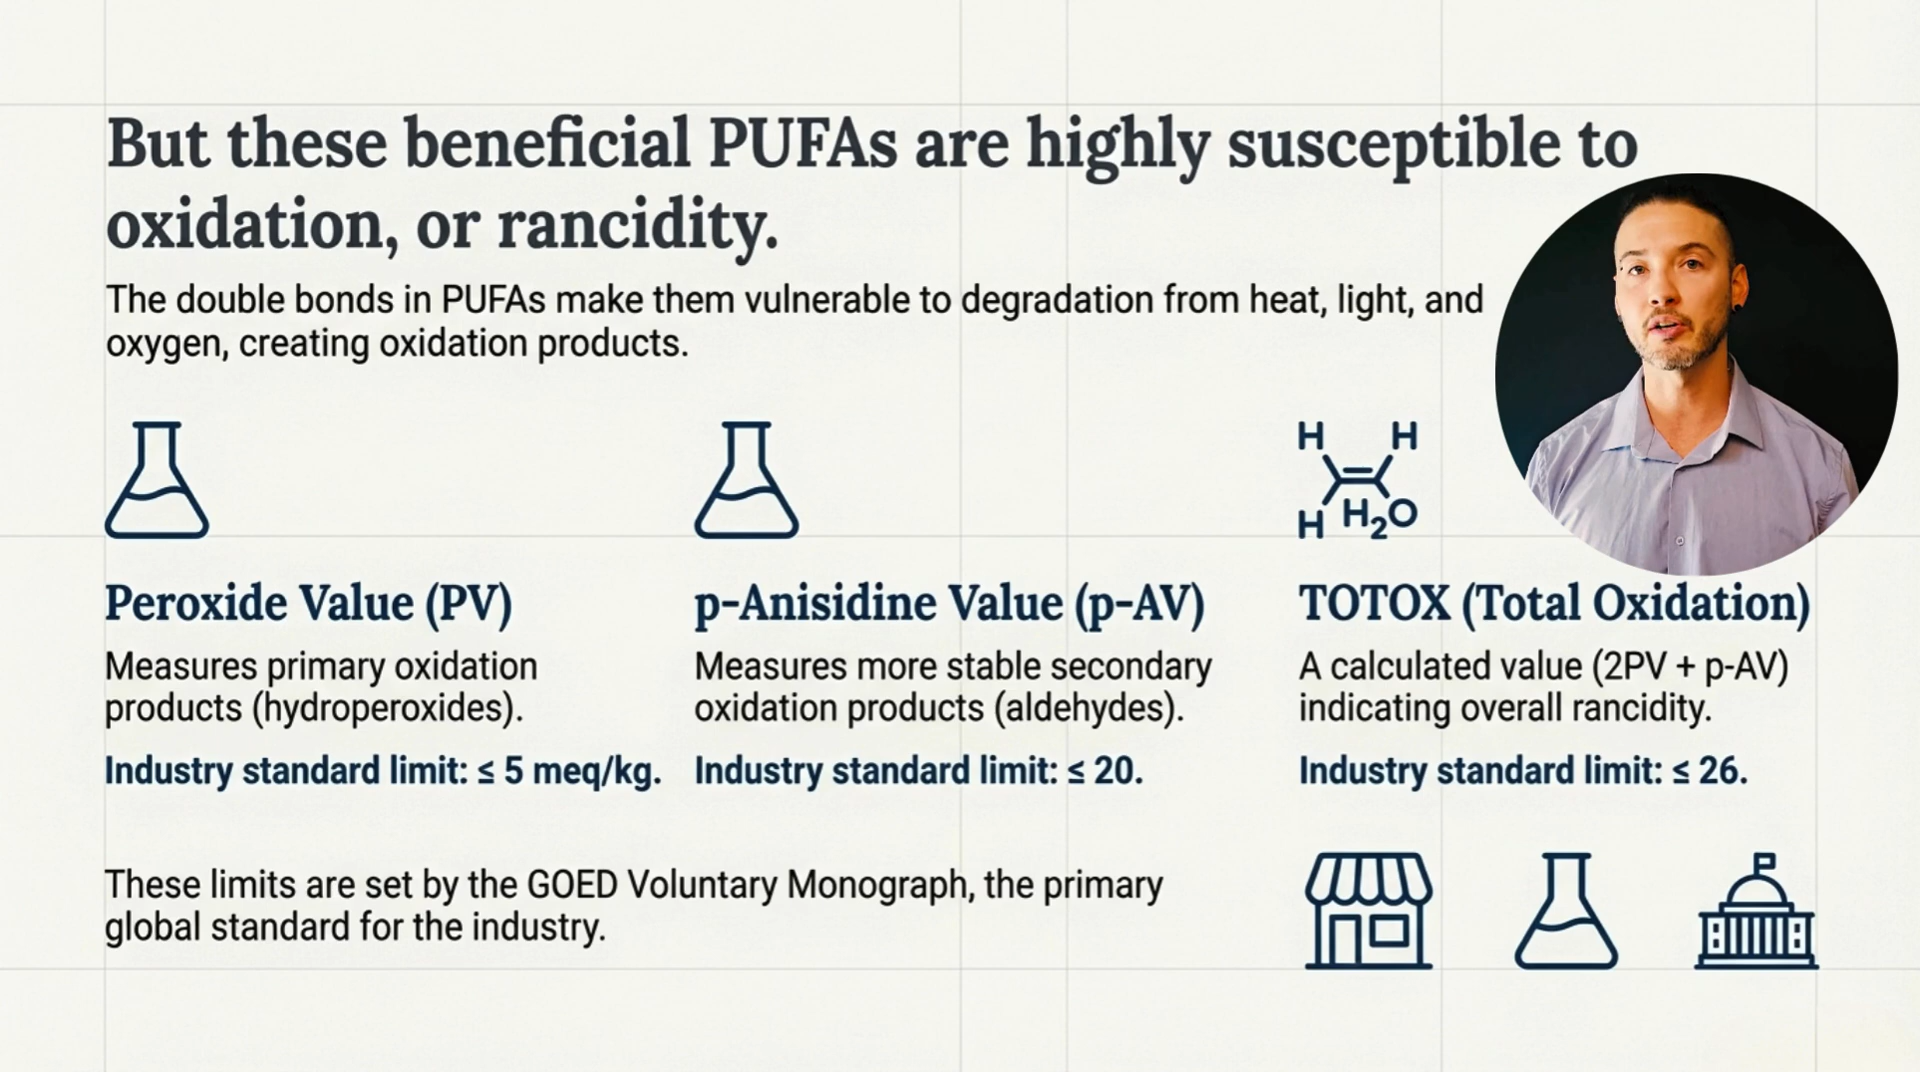 But these beneficial PUFAs are highly susceptible to
oxidation, or rancidity.
The double bonds in PUFAs make them vulnerable to degradation from heat, light, and
oxygen, creating oxidation products.
H H
H H₂O
Peroxide Value (PV)
Measures primary oxidation
products (hydroperoxides).
Industry standard limit: ≤ 5 meq/kg.
p-Anisidine Value (p-AV)
Measures more stable secondary
oxidation products (aldehydes).
Industry standard limit: ≤ 20.
TOTOX (Total Oxidation)
A calculated value (2PV + p-AV)
indicating overall rancidity.
Industry standard limit: ≤ 26.
These limits are set by the GOED Voluntary Monograph, the primary
global standard for the industry.